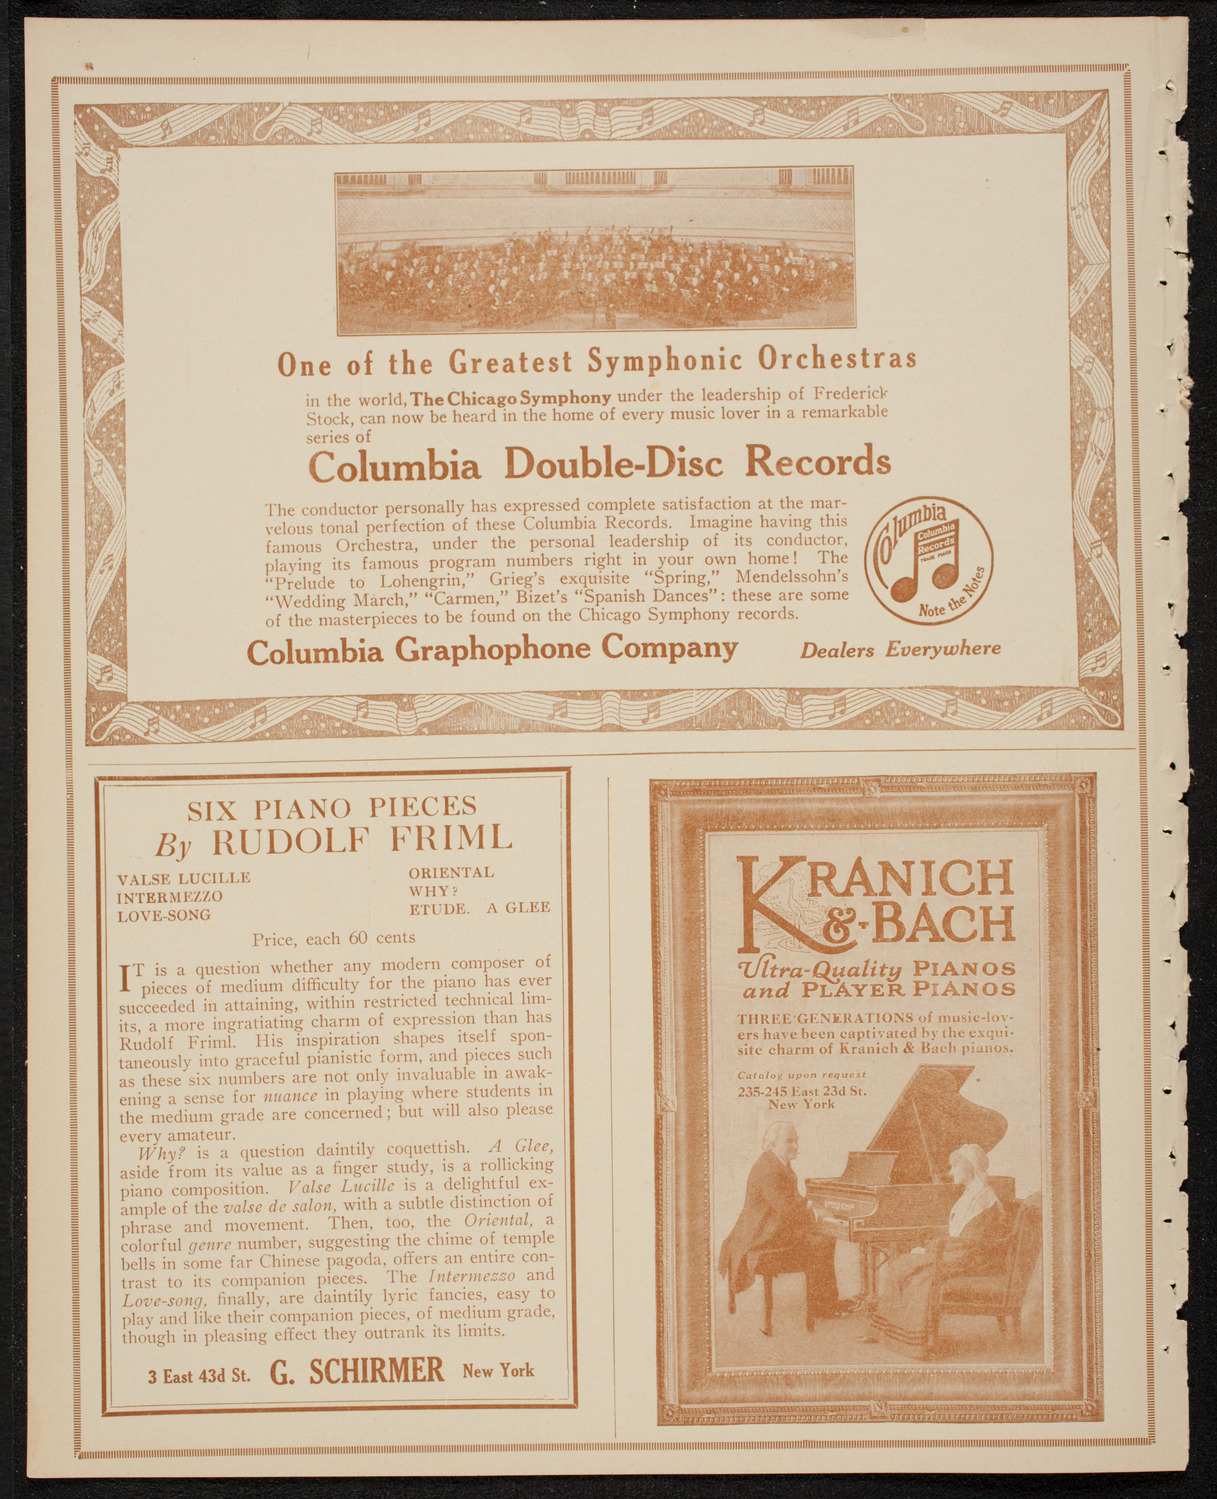 One of the Greatest Symphonic Orchestras
in the world, The Chicago Symphony under the leadership of Frederick
Stock, can now be heard in the home of every music lover in a remarkable
series of
Columbia Double-Disc Records
The conductor personally has expressed complete satisfaction at the mar-
velous tonal perfection of these Columbia Records. Imagine having this
famous Orchestra, under the personal leadership of its conductor,
playing its famous program numbers right in your own home! The
“Prelude to Lohengrin,” Grieg’s exquisite “Spring,” Mendelssohn’s
“Wedding March,” “Carmen,” Bizet’s “Spanish Dances”: these are some
of the masterpieces to be found on the Chicago Symphony records.
Columbia
Columbia
Records
TRADE MARK
Note the Notes
Columbia Graphophone Company Dealers Everywhere
SIX PIANO PIECES
By RUDOLF FRIML
VALSE LUCILLE
INTERMEZZO
LOVE-SONG
ORIENTAL
WHY?
ETUDE. A GLEE
Price, each 60 cents
IT is a question whether any modern composer of
pieces of medium difficulty for the piano has ever
succeeded in attaining, within restricted technical lim-
its, a more ingratiating charm of expression than has
Rudolf Friml. His inspiration shapes itself spon-
taneously into graceful pianistic form, and pieces such
as these six numbers are not only invaluable in awak-
ening a sense for nuance in playing where students in
the medium grade are concerned; but will also please
every amateur.
Why? is a question daintily coquettish. A Glee,
aside from its value as a finger study, is a rollicking
piano composition. Valse Lucille is a delightful ex-
ample of the valse de salon, with a subtle distinction of
phrase and movement. Then, too, the Oriental, a
colorful genre number, suggesting the chime of temple
bells in some far Chinese pagoda, offers an entire con-
trast to its companion pieces. The Intermezzo and
Love-song, finally, are daintily lyric fancies, easy to
play and like their companion pieces, of medium grade,
though in pleasing effect they outrank its limits.
3 East 43d St. G. SCHIRMER New York
KRANICH
&-BACH
Ultra-Quality PIANOS
and PLAYER PIANOS
THREE GENERATIONS of music-lov-
ers have been captivated by the exqui-
site charm of Kranich & Bach pianos.
Catalog upon request
235-245 East 23d St.
New York